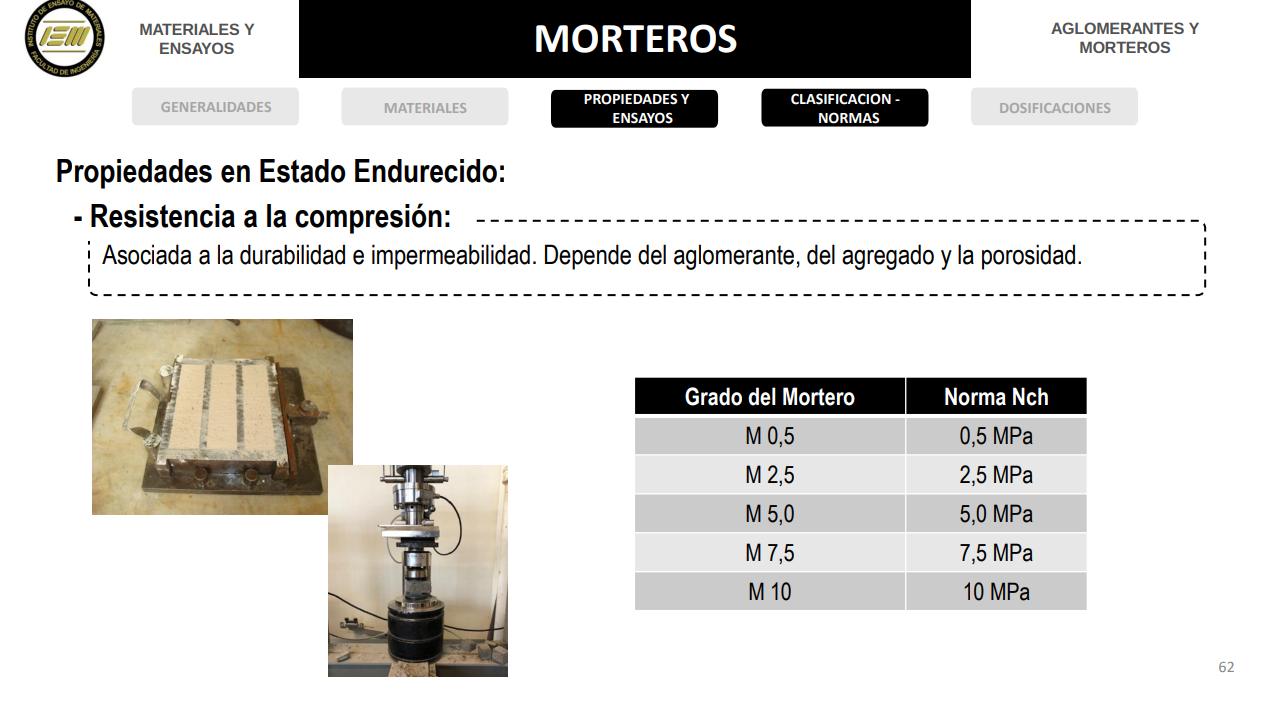 INSTITUTO DE ENSAYO DE MATERIALES
IEM
FACULTAD DE INGENIERÍA
MATERIALES Y
ENSAYOS
MORTEROS
AGLOMERANTES Y
MORTEROS
GENERALIDADES
MATERIALES
PROPIEDADES Y
ENSAYOS
CLASIFICACION -
NORMAS
DOSIFICACIONES
Propiedades en Estado Endurecido:
- Resistencia a la compresión:
Asociada a la durabilidad e impermeabilidad. Depende del aglomerante, del agregado y la porosidad.
Grado del Mortero Norma Nch
M 0,5 0,5 MPa
M 2,5 2,5 MPa
M 5,0 5,0 MPa
M 7,5 7,5 MPa
M 10 10 MPa
62